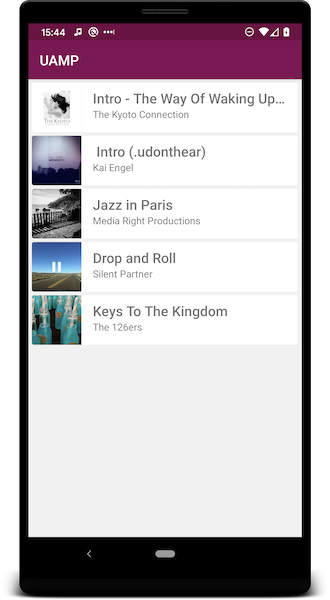 15:44
UAMP
Intro - The Way Of Waking Up...
The Kyoto Connection
Intro (.udonthear)
Kai Engel
Jazz in Paris
Media Right Productions
Drop and Roll
Silent Partner
Keys To The Kingdom
The 126ers